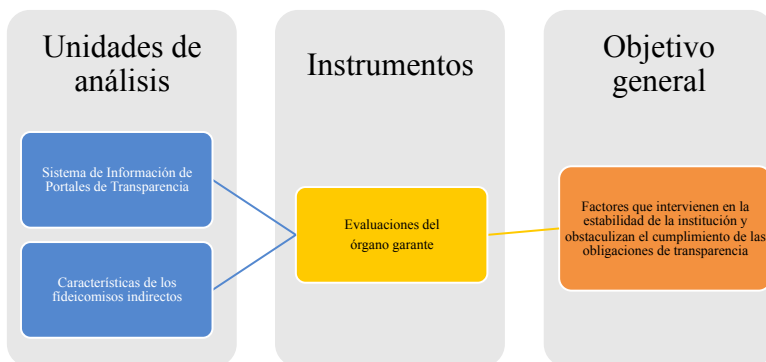 Unidades de
análisis
Sistema de Información de
Portales de Transparencia
Características de los
fideicomisos indirectos
Instrumentos
Evaluaciones del
órgano garante
Objetivo
general
Factores que intervienen en la
estabilidad de la institución y
obstaculizan el cumplimiento de las
obligaciones de transparencia